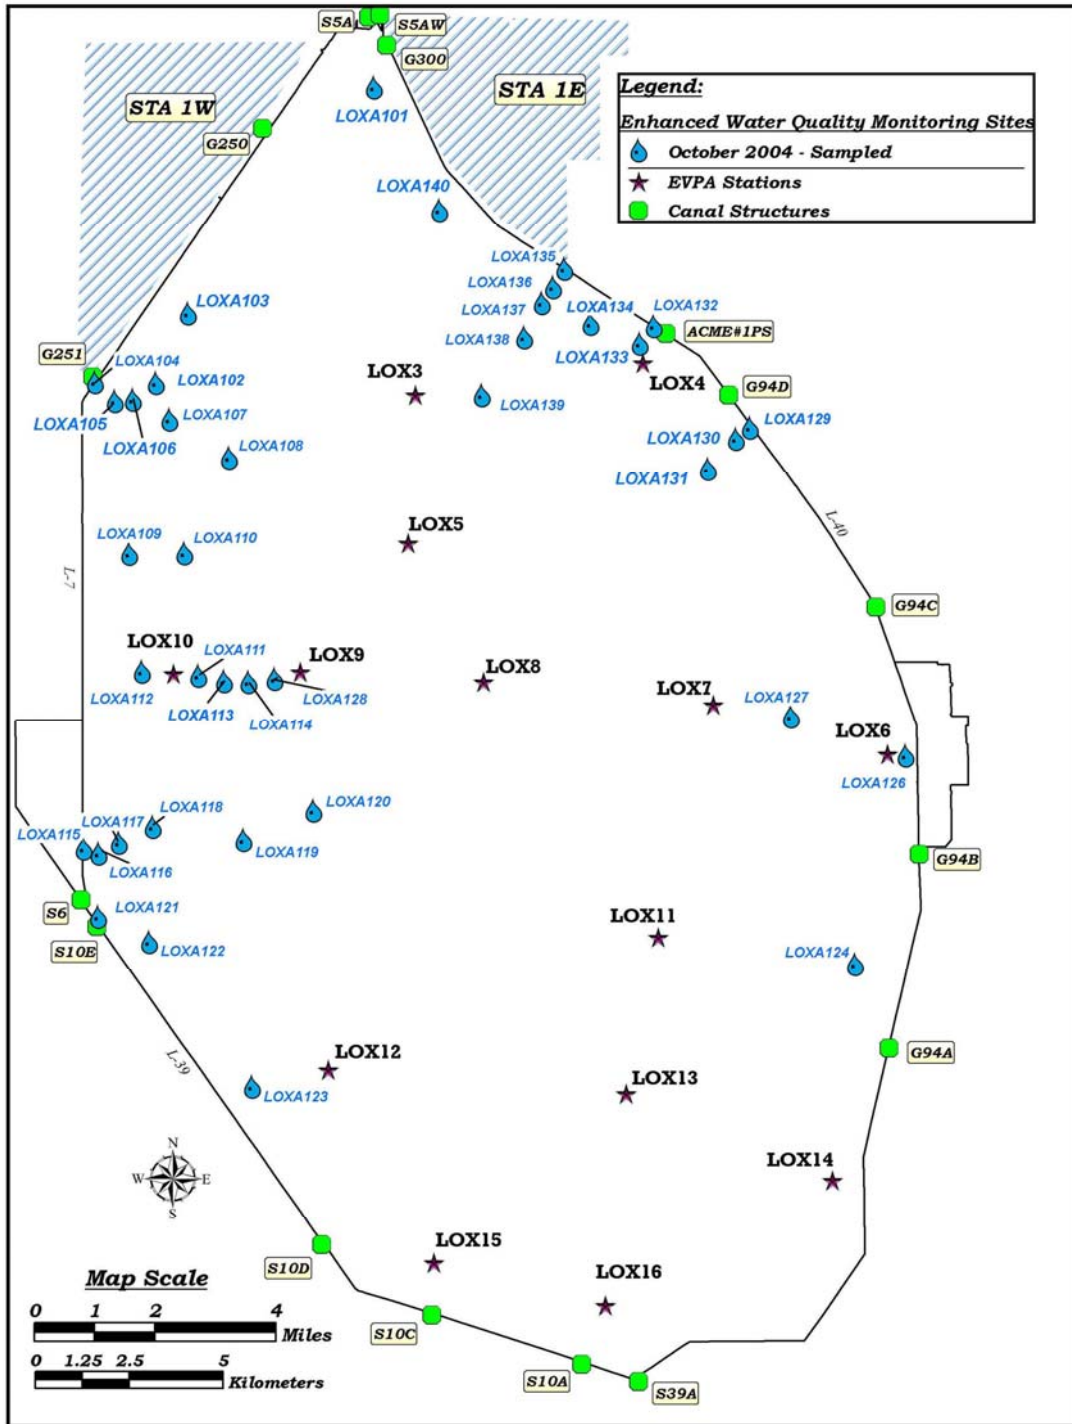 S5A
S5AW
G300
STA 1E
STA 1W
LOXA101
G250
Legend:
Enhanced Water Quality Monitoring Sites
October 2004 - Sampled
EVPA Stations
Canal Structures
LOXA140
LOXA135
LOXA136
LOXA137
LOXA134
LOXA132
LOXA103
LOXA138
ACME#1PS
LOXA133
G251
LOXA104
LOXA102
LOX3
LOX4
G94D
LOXA139
LOXA105
LOXA107
LOXA106
LOXA129
LOXA130
LOXA108
LOXA131
LOX5
L-40
LOXA109
LOXA110
L-7
G94C
LOX10
LOXA111
LOX9
LOX8
LOXA112
LOXA113
LOXA114
LOXA128
LOX7
LOXA127
LOX6
LOXA126
LOXA120
LOXA118
LOXA117
LOXA115
LOXA116
LOXA119
G94B
S6
LOXA121
S10E
LOXA122
LOX11
LOXA124
G94A
L-39
LOX12
LOXA123
LOX13
N
W
E
S
LOX14
LOX15
S10D
LOX16
Map Scale
0 1 2 4
Miles
0 1.25 2.5 5
Kilometers
S10C
S10A
S39A